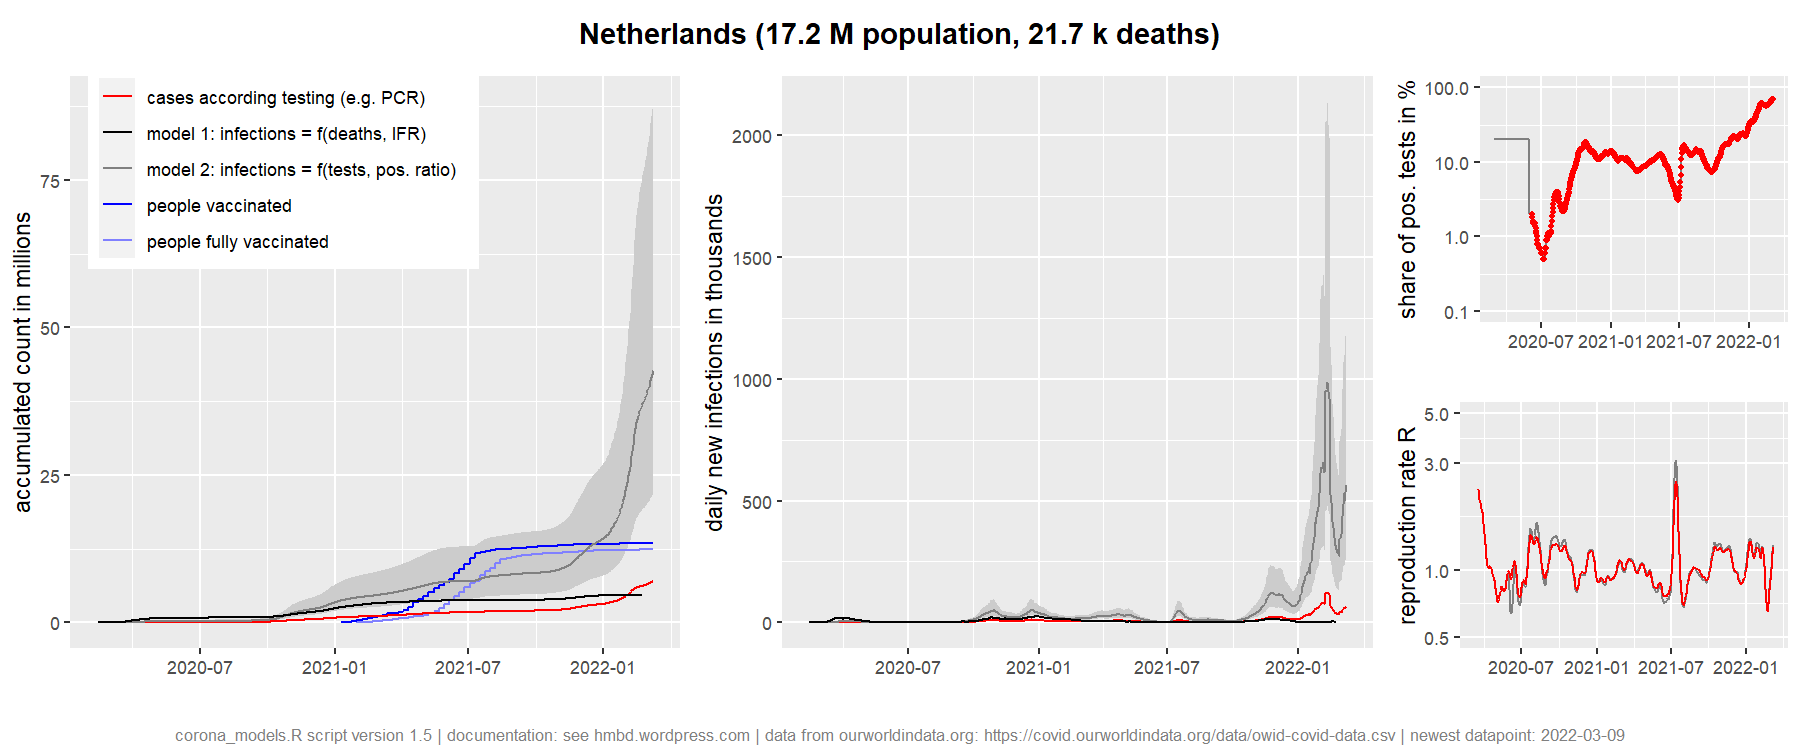 Netherlands (17.2 M population, 21.7 k deaths)
cases according testing (e.g. PCR)
model 1: infections = f(deaths, IFR)
model 2: infections = f(tests, pos. ratio)
people vaccinated
people fully vaccinated
accumulated count in millions
75
50
25
0
2020-07 2021-01 2021-07 2022-01
daily new infections in thousands
2000
1500
1000
500
0
2020-07 2021-01 2021-07 2022-01
share of pos. tests in %
100.0
10.0
1.0
0.1
2020-07 2021-01 2021-07 2022-01
reproduction rate R
5.0
3.0
1.0
0.5
2020-07 2021-01 2021-07 2022-01
corona_models.R script version 1.5 | documentation: see hmbd.wordpress.com | data from ourworldindata.org: https://covid.ourworldindata.org/data/owid-covid-data.csv | newest datapoint: 2022-03-09